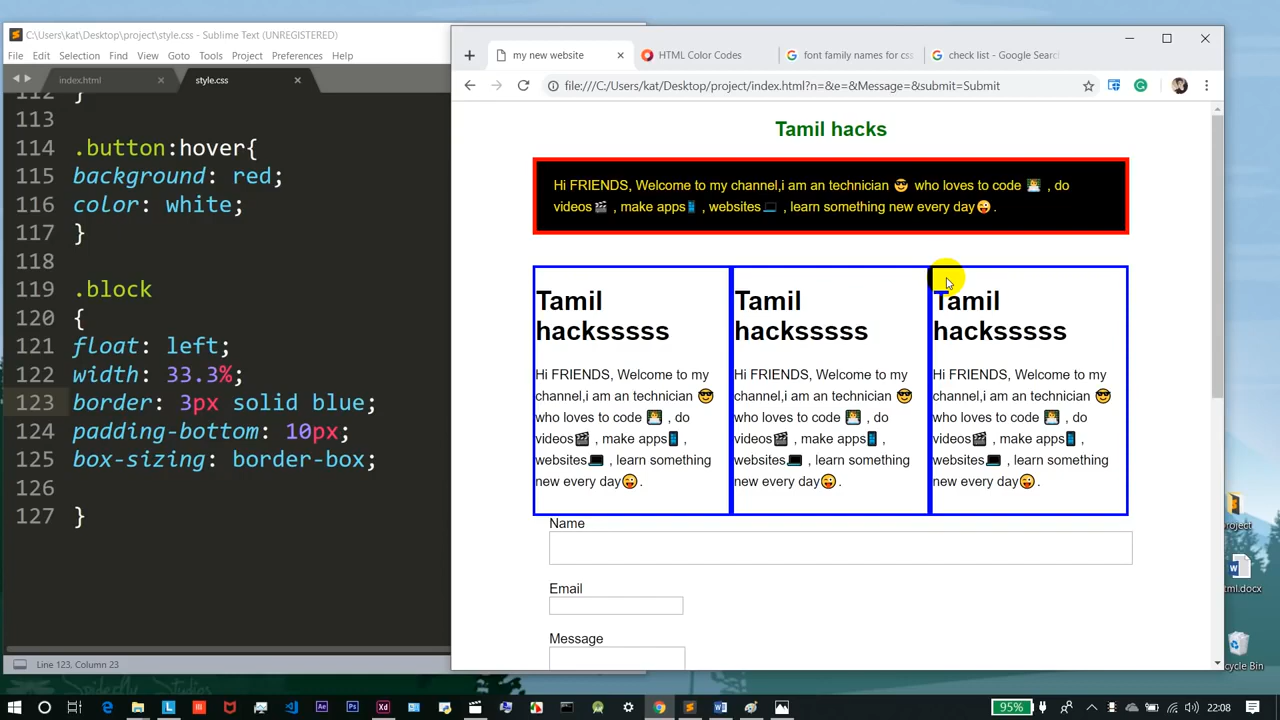 C:\Users\kat\Desktop\project\style.css - Sublime Text (UNREGISTERED)
File Edit Selection Find View Goto Tools Project Preferences
index.html × style.css ×
112 }
113
114 .button:hover{
115 background: red;
116 color: white;
117 }
118
119 .block
120 {
121 float: left;
122 width: 33.3%;
123 border: 3px solid blue;
124 padding-bottom: 10px;
125 box-sizing: border-box;
126
127 }
Line 123, Column 23
my new website × HTML Color Codes font family names for css check list - Google Searc
file:///C:/Users/kat/Desktop/project/index.html?n=&e=&Message=&submit=Submit
Tamil hacks
Hi FRIENDS, Welcome to my channel,i am an technician 😎 who loves to code 👨‍💻 , do
videos🎬 , make apps📱 , websites💻 , learn something new every day😜.
Tamil
hacksssss
Hi FRIENDS, Welcome to my
channel,i am an technician 😎
who loves to code 👨‍💻 , do
videos🎬 , make apps📱 ,
websites💻 , learn something
new every day😜.
Tamil
hacksssss
Hi FRIENDS, Welcome to my
channel,i am an technician 😎
who loves to code 👨‍💻 , do
videos🎬 , make apps📱 ,
websites💻 , learn something
new every day😜.
Tamil
hacksssss
Hi FRIENDS, Welcome to my
channel,i am an technician 😎
who loves to code 👨‍💻 , do
videos🎬 , make apps📱 ,
websites💻 , learn something
new every day😜.
Name
Email
Message
project
tml.docx
cycle Bin
95% 22:08